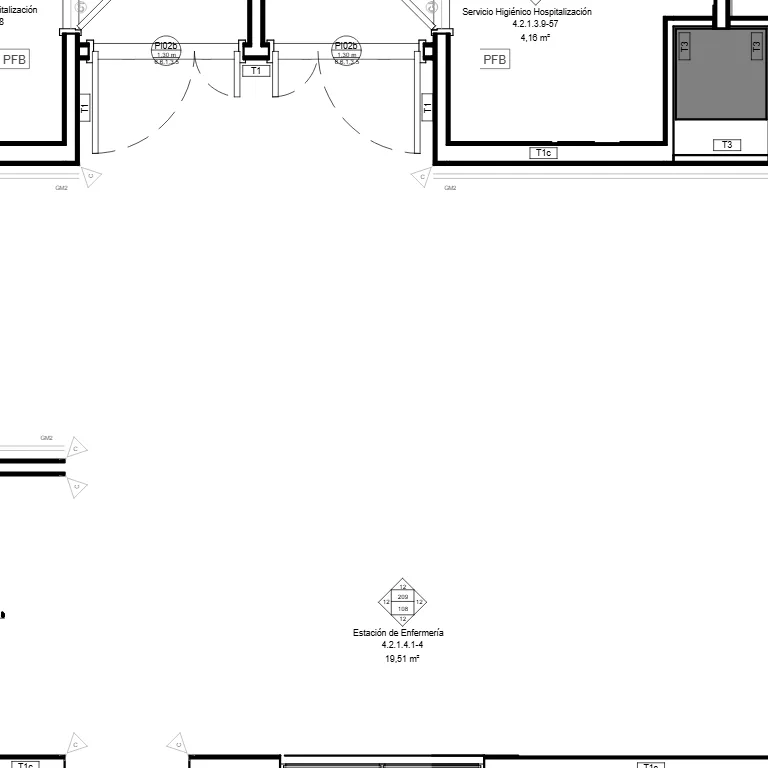 italización
8
Servicio Higiénico Hospitalización
4.2.1.3.9-57
4,16 m²
PFB
PI02b
1.30 m
PI02b
1.30 m
PFB
T3
T3
T1
T1
T1
T1c
T3
C
C
GM2
GM2
GM2
C
C
12
209
12
12
108
12
Estación de Enfermería
4.2.1.4.1-4
19,51 m²
C
C
T1c
T1c